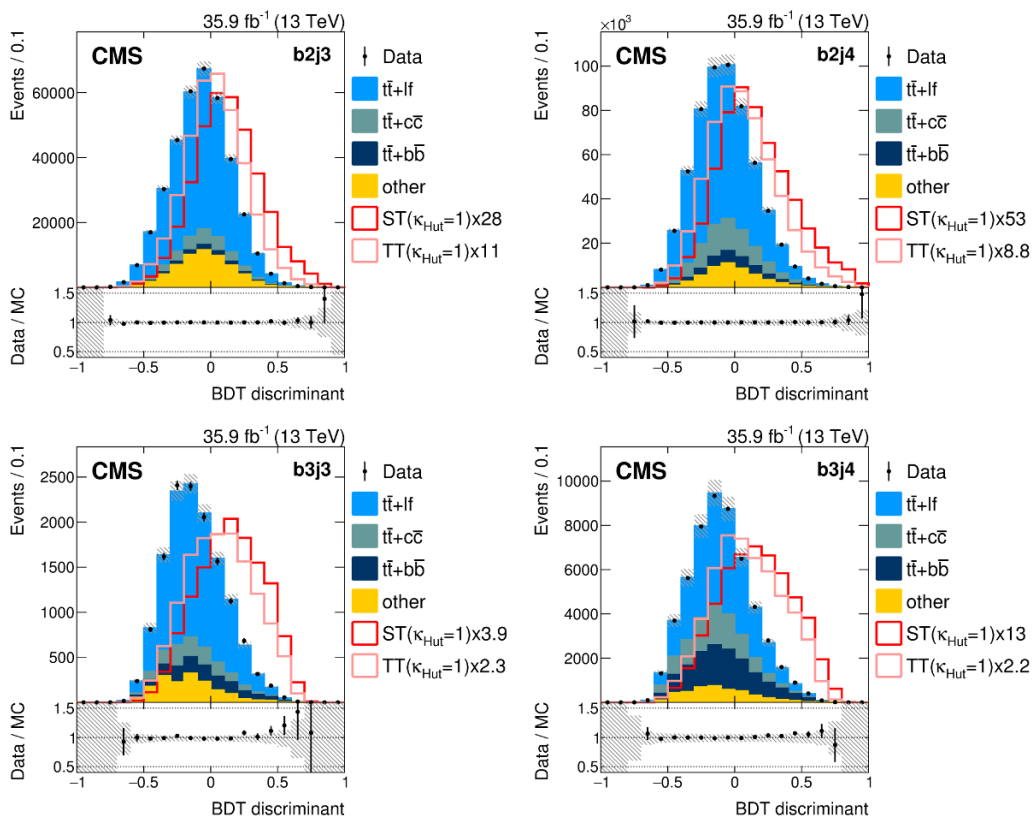 35.9 fb⁻¹ (13 TeV)
CMS b2j3
Events / 0.1
60000
40000
20000
Data
tt̄+lf
tt̄+cc̄
tt̄+bb̄
other
ST(κHut=1)x28
TT(κHut=1)x11
Data / MC
1.5
1
0.5
−1 −0.5 0 0.5 1
BDT discriminant
×10³ 35.9 fb⁻¹ (13 TeV)
CMS b2j4
Events / 0.1
100
80
60
40
20
Data
tt̄+lf
tt̄+cc̄
tt̄+bb̄
other
ST(κHut=1)x53
TT(κHut=1)x8.8
Data / MC
1.5
1
0.5
−1 −0.5 0 0.5 1
BDT discriminant
35.9 fb⁻¹ (13 TeV)
CMS b3j3
Events / 0.1
2500
2000
1500
1000
500
Data
tt̄+lf
tt̄+cc̄
tt̄+bb̄
other
ST(κHut=1)x3.9
TT(κHut=1)x2.3
Data / MC
1.5
1
0.5
−1 −0.5 0 0.5 1
BDT discriminant
35.9 fb⁻¹ (13 TeV)
CMS b3j4
Events / 0.1
10000
8000
6000
4000
2000
Data
tt̄+lf
tt̄+cc̄
tt̄+bb̄
other
ST(κHut=1)x13
TT(κHut=1)x2.2
Data / MC
1.5
1
0.5
−1 −0.5 0 0.5 1
BDT discriminant